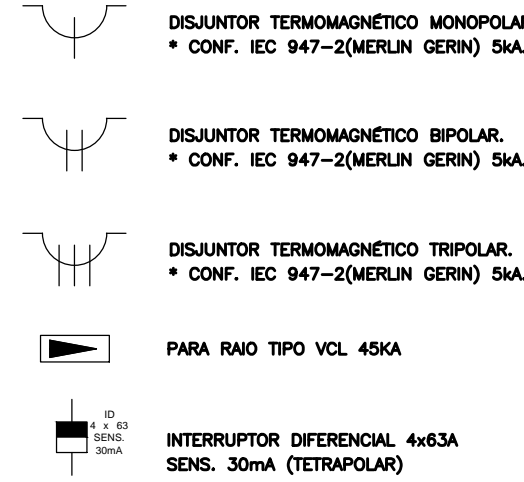 DISJUNTOR TERMOMAGNÉTICO MONOPOLAR
* CONF. IEC 947-2(MERLIN GERIN) 5kA.
DISJUNTOR TERMOMAGNÉTICO BIPOLAR.
* CONF. IEC 947-2(MERLIN GERIN) 5kA.
DISJUNTOR TERMOMAGNÉTICO TRIPOLAR.
* CONF. IEC 947-2(MERLIN GERIN) 5kA.
PARA RAIO TIPO VCL 45KA
ID
4 x 63
SENS.
30mA
INTERRUPTOR DIFERENCIAL 4x63A
SENS. 30mA (TETRAPOLAR)